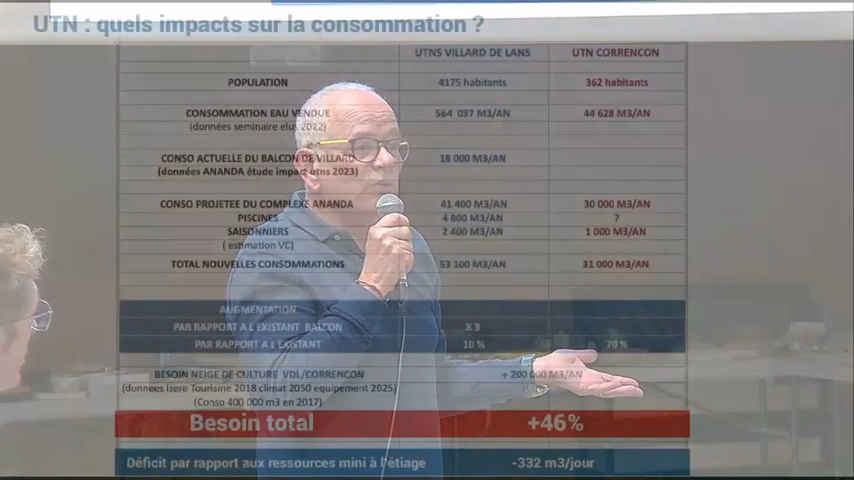 UTN : quels impacts sur la consommation ?
UTNS VILLARD DE LANS UTN CORRENCON
POPULATION 4175 habitants 362 habitants
CONSOMMATION EAU VENDUE 564 037 M3/AN 44 628 M3/AN
(données seminaire elus 2022)
CONSO ACTUELLE DU BALCON DE VILLARD 18 000 M3/AN
(données ANANDA étude impact utns 2023)
CONSO PROJETEE DU COMPLEXE ANANDA 41 400 M3/AN 30 000 M3/AN
PISCINES 4 800 M3/AN ?
SAISONNIERS 2 400 M3/AN 1 000 M3/AN
( estimation VC)
TOTAL NOUVELLES CONSOMMATIONS 53 100 M3/AN 31 000 M3/AN
AUGMENTATION
PAR RAPPORT A L EXISTANT BALCON X 3
PAR RAPPORT A L EXISTANT 10 % 70 %
BESOIN NEIGE DE CULTURE VDL/CORRENCON + 200 000 M3/AN
(données Isere Tourisme 2018 climat 2050 equipement 2025)
(Conso 400 000 m3 en 2017)
Besoin total +46%
Déficit par rapport aux ressources mini à l'étiage -332 m3/jour